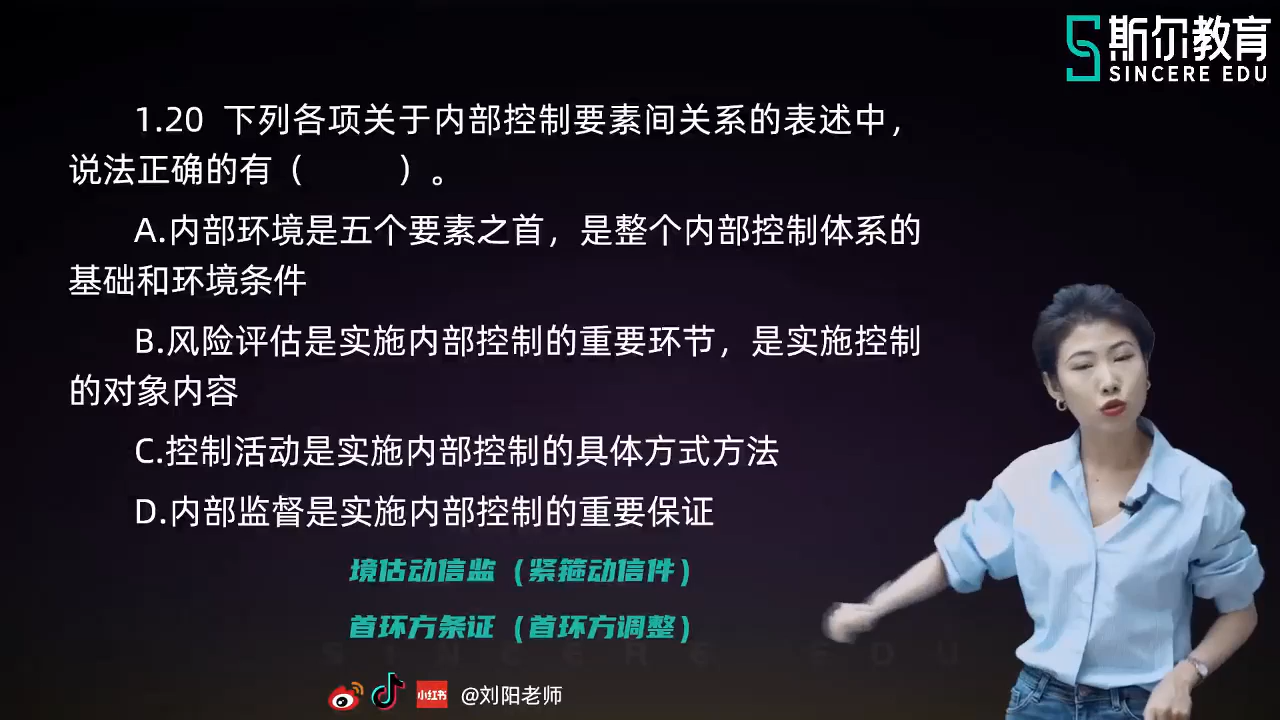 斯尔教育
SINCERE EDU
1.20 下列各项关于内部控制要素间关系的表述中，
说法正确的有（　　）。
A.内部环境是五个要素之首，是整个内部控制体系的
基础和环境条件
B.风险评估是实施内部控制的重要环节，是实施控制
的对象内容
C.控制活动是实施内部控制的具体方式方法
D.内部监督是实施内部控制的重要保证
境估动信监（紧箍动信件）
首环方条证（首环方调整）
SINCERE EDU
小红书 @刘阳老师